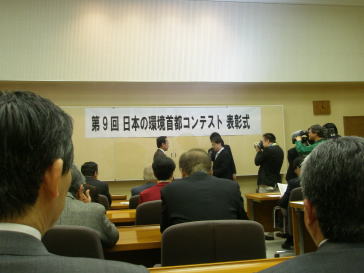 第9回 日本の環境首都コンテスト 表彰式